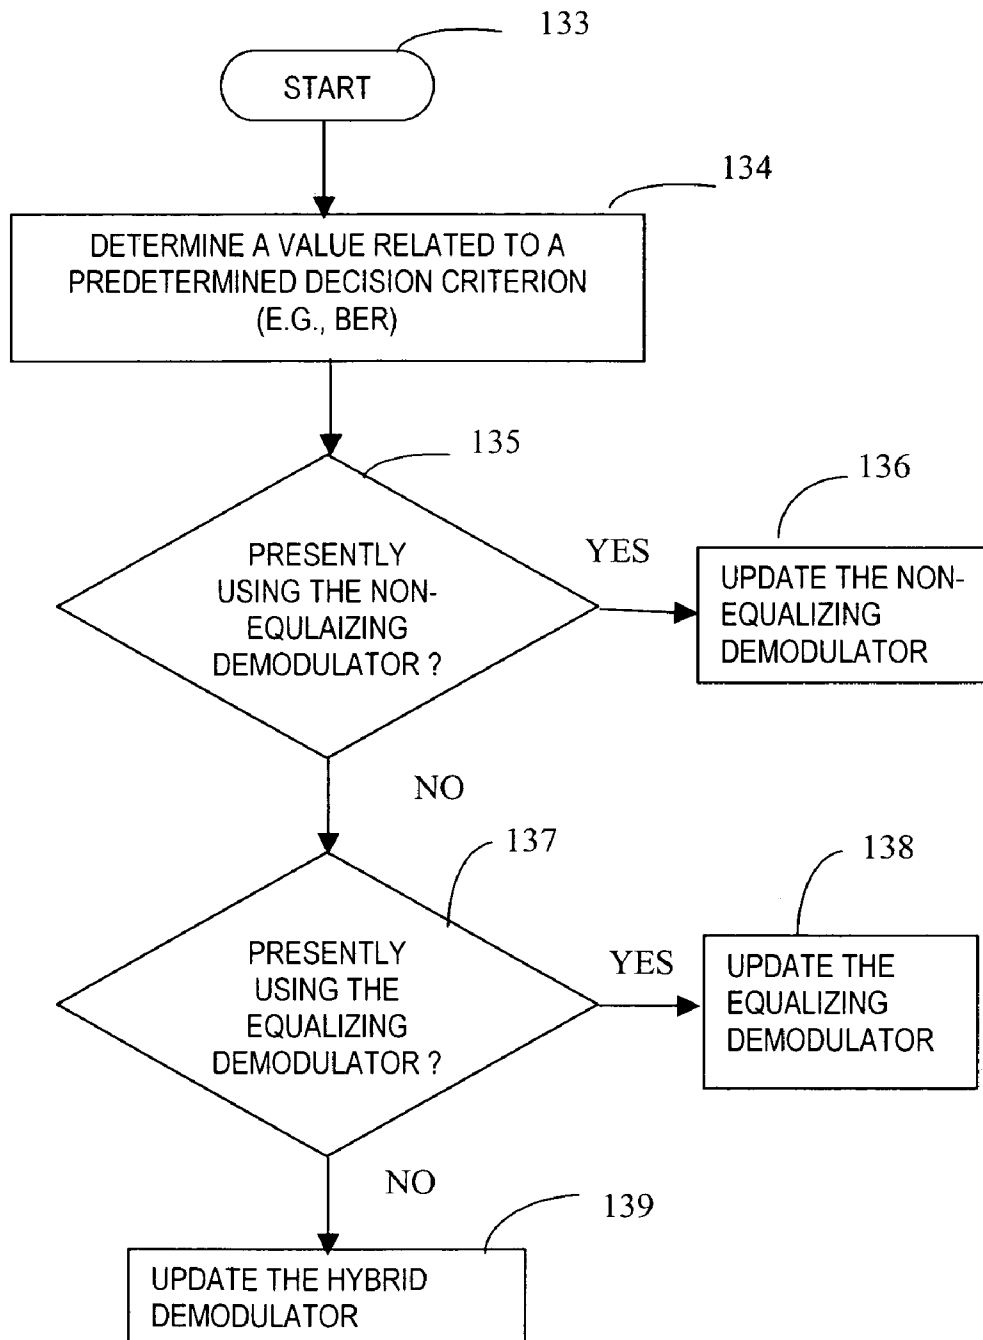 133
START
134
DETERMINE A VALUE RELATED TO A
PREDETERMINED DECISION CRITERION
(E.G., BER)
135
PRESENTLY
USING THE NON-
EQULAIZING
DEMODULATOR ?
YES
136
UPDATE THE NON-
EQUALIZING
DEMODULATOR
NO
137
PRESENTLY
USING THE
EQUALIZING
DEMODULATOR ?
YES
138
UPDATE THE
EQUALIZING
DEMODULATOR
NO
139
UPDATE THE HYBRID
DEMODULATOR